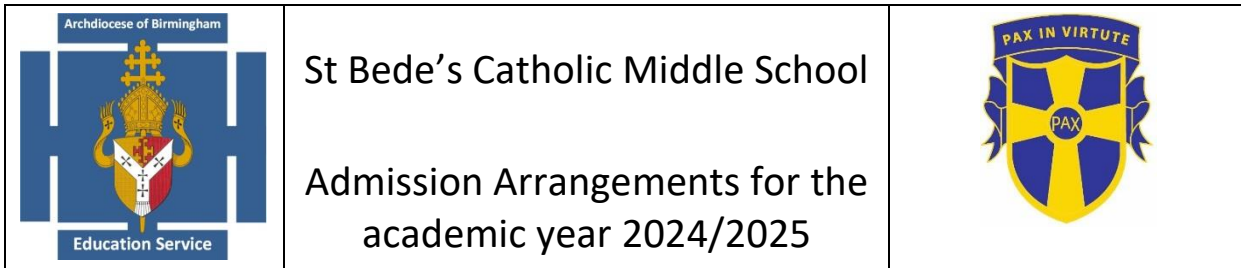 Archdiocese of Birmingham
Education Service
St Bede’s Catholic Middle School
Admission Arrangements for the
academic year 2024/2025
PAX IN VIRTUTE
PAX